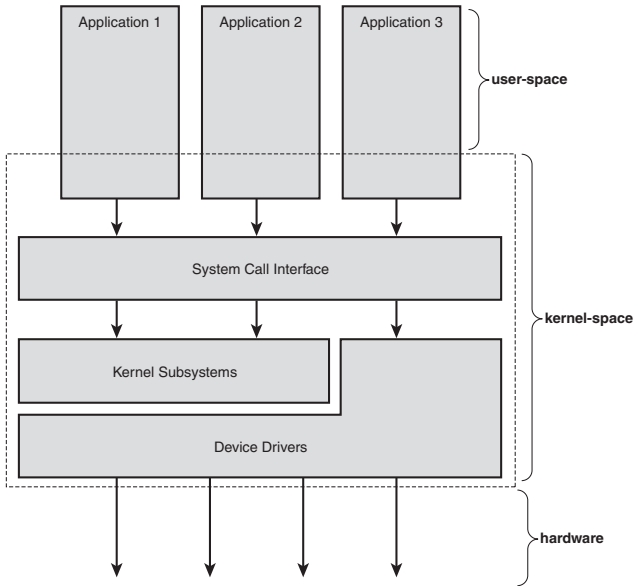 Application 1
Application 2
Application 3
user-space
System Call Interface
kernel-space
Kernel Subsystems
Device Drivers
hardware